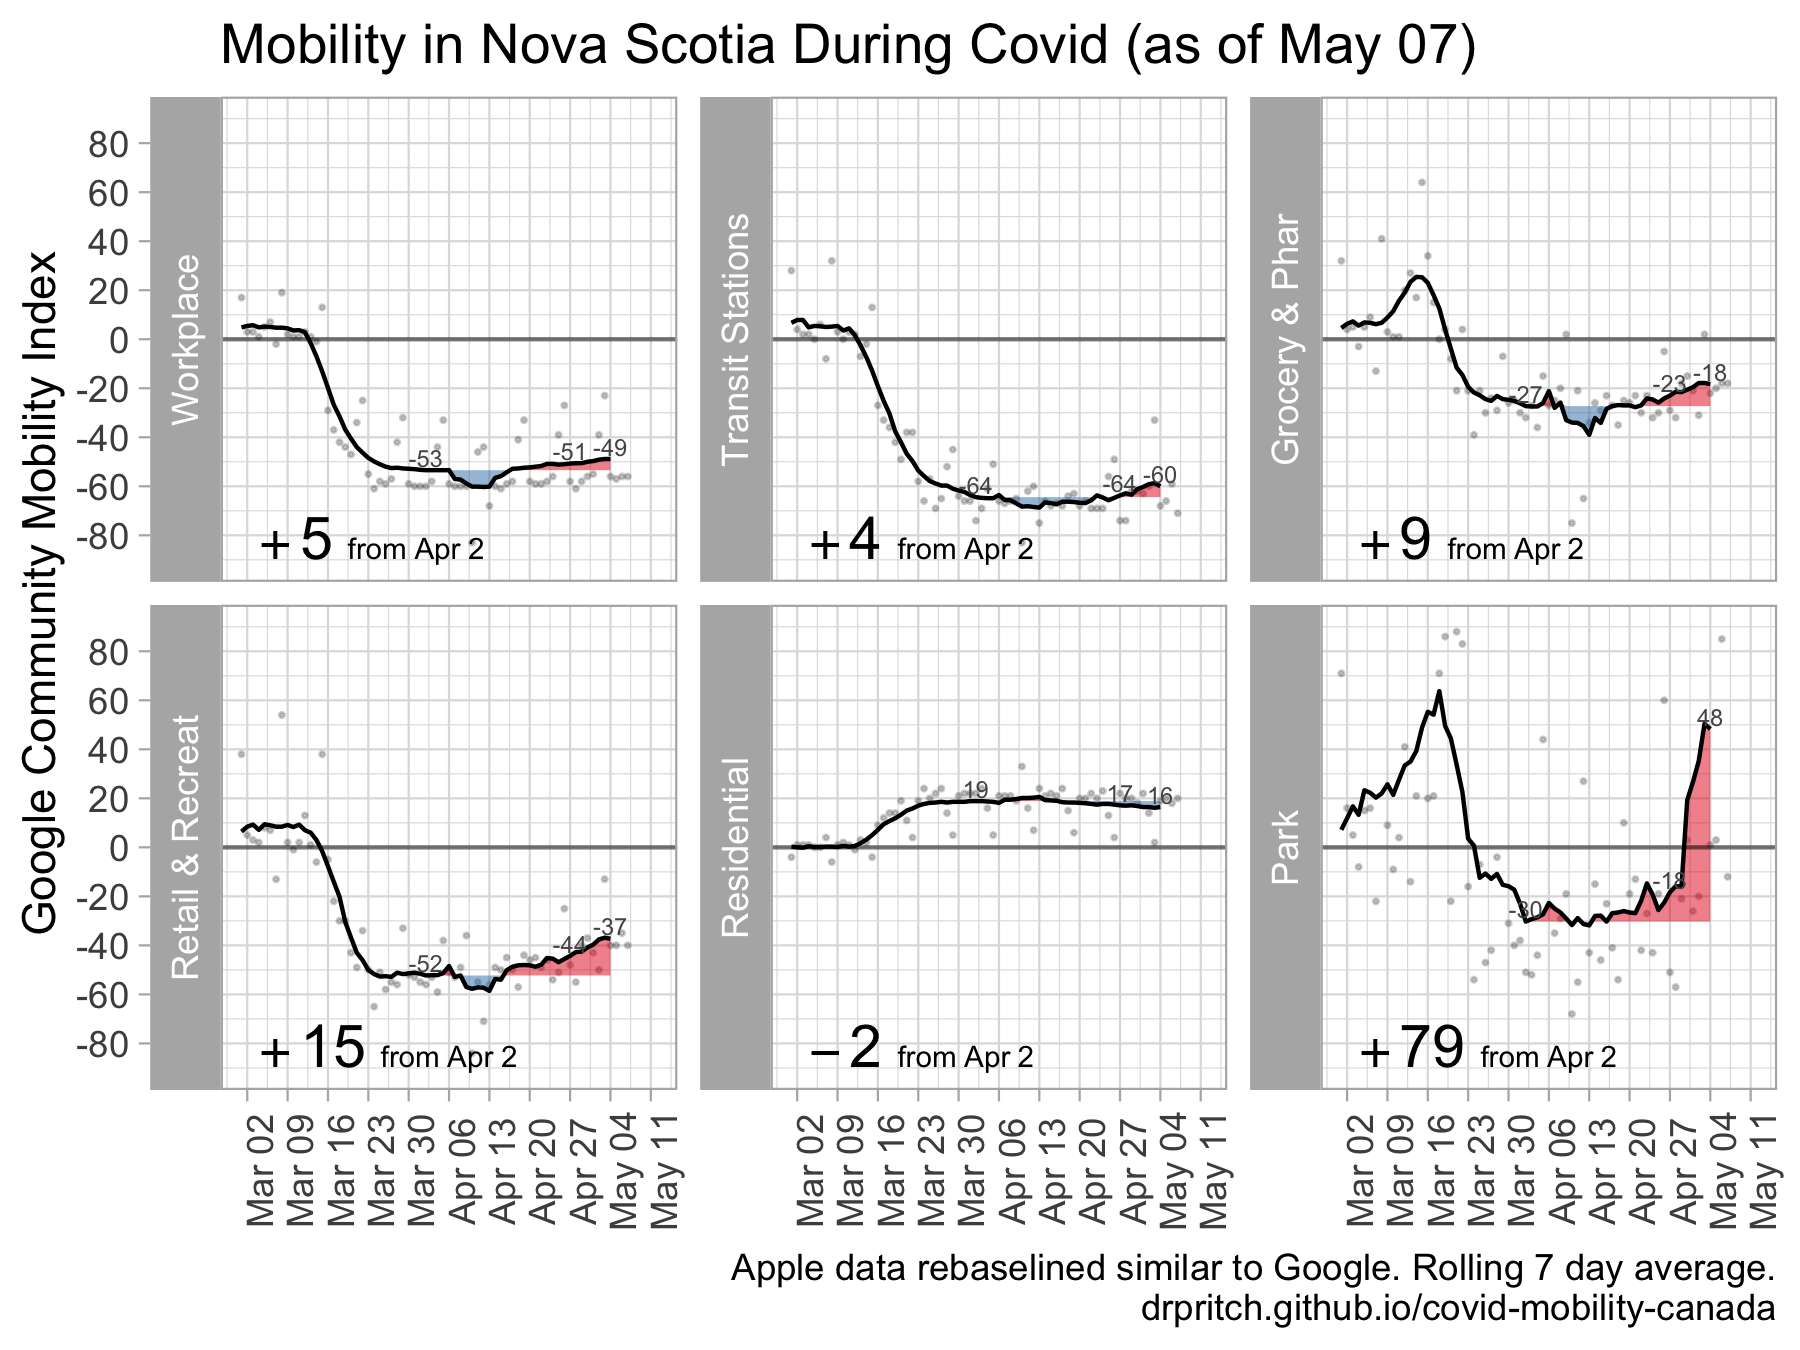 Mobility in Nova Scotia During Covid (as of May 07)
Google Community Mobility Index
80
60
40
20
0
-20
-40
-60
-80
Workplace
-53
-51
-49
+5 from Apr 2
Transit Stations
-64
-64
-60
+4 from Apr 2
Grocery & Phar
-27
-23
-18
+9 from Apr 2
80
60
40
20
0
-20
-40
-60
-80
Retail & Recreat
-52
-44
-37
+15 from Apr 2
Residential
19
17
16
−2 from Apr 2
Park
-30
-18
48
+79 from Apr 2
Mar 02
Mar 09
Mar 16
Mar 23
Mar 30
Apr 06
Apr 13
Apr 20
Apr 27
May 04
May 11
Mar 02
Mar 09
Mar 16
Mar 23
Mar 30
Apr 06
Apr 13
Apr 20
Apr 27
May 04
May 11
Mar 02
Mar 09
Mar 16
Mar 23
Mar 30
Apr 06
Apr 13
Apr 20
Apr 27
May 04
May 11
Apple data rebaselined similar to Google. Rolling 7 day average.
drpritch.github.io/covid-mobility-canada